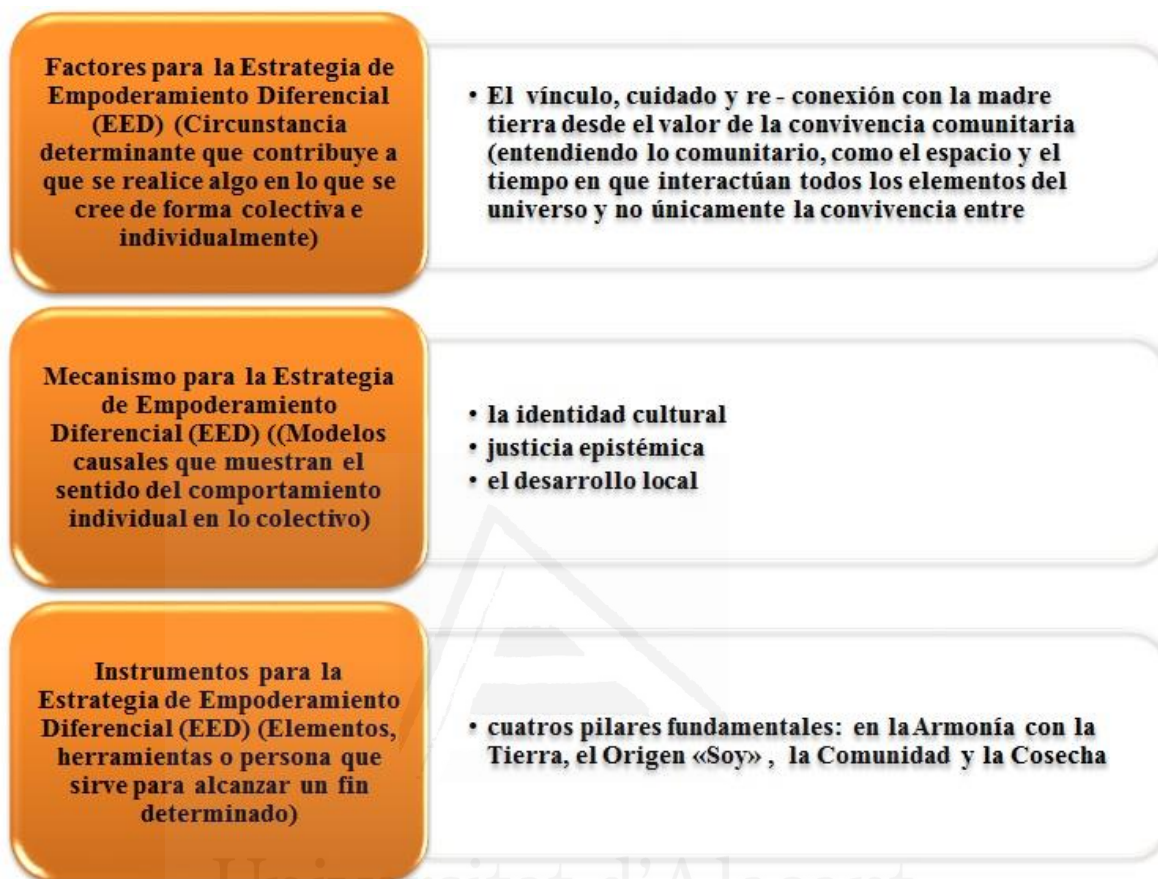 Factores para la Estrategia de
Empoderamiento Diferencial
(EED) (Circunstancia
determinante que contribuye a
que se realice algo en lo que se
cree de forma colectiva e
individualmente)
• El vínculo, cuidado y re - conexión con la madre
tierra desde el valor de la convivencia comunitaria
(entendiendo lo comunitario, como el espacio y el
tiempo en que interactúan todos los elementos del
universo y no únicamente la convivencia entre
Mecanismo para la Estrategia
de Empoderamiento
Diferencial (EED) ((Modelos
causales que muestran el
sentido del comportamiento
individual en lo colectivo)
• la identidad cultural
• justicia epistémica
• el desarrollo local
Instrumentos para la
Estrategia de Empoderamiento
Diferencial (EED) (Elementos,
herramientas o persona que
sirve para alcanzar un fin
determinado)
• cuatros pilares fundamentales: en la Armonía con la
Tierra, el Origen «Soy» , la Comunidad y la Cosecha
Universitat d'Alacant